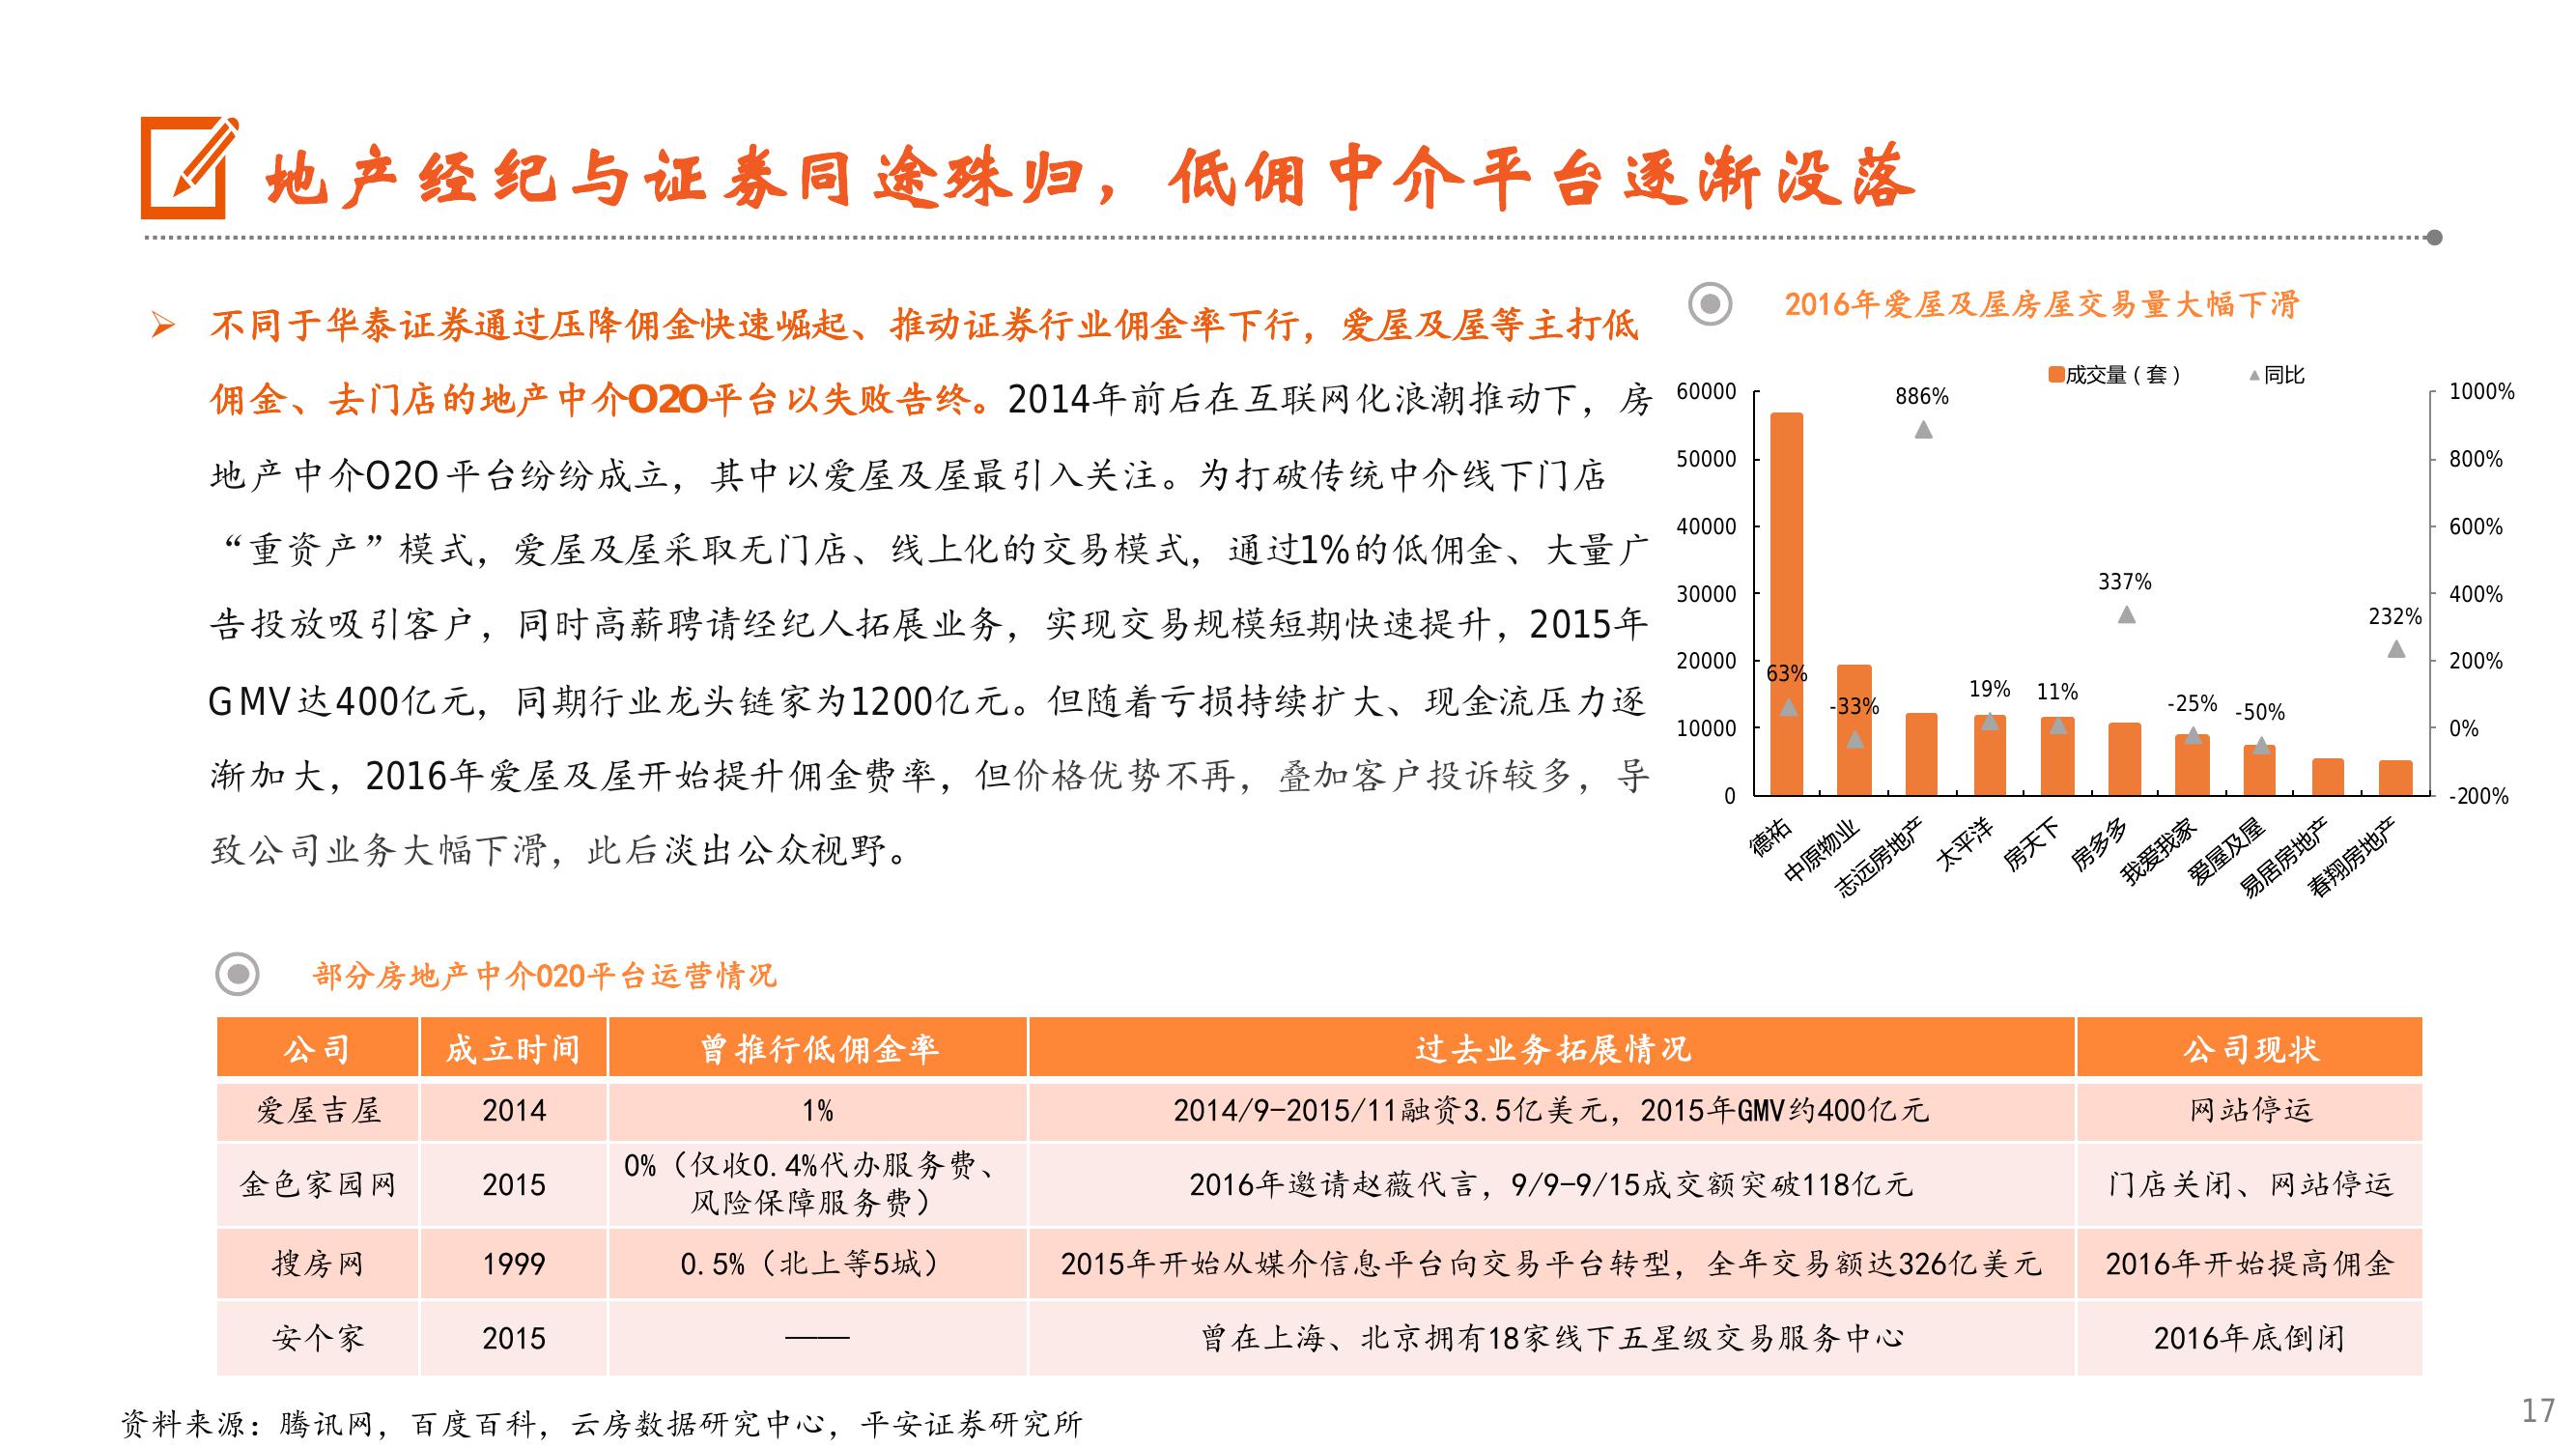 地产经纪与证券同途殊归，低佣中介平台逐渐没落
不同于华泰证券通过压降佣金快速崛起、推动证券行业佣金率下行，爱屋及屋等主打低
佣金、去门店的地产中介O2O平台以失败告终。2014年前后在互联网化浪潮推动下，房
地产中介O2O平台纷纷成立，其中以爱屋及屋最引入关注。为打破传统中介线下门店
“重资产”模式，爱屋及屋采取无门店、线上化的交易模式，通过1%的低佣金、大量广
告投放吸引客户，同时高薪聘请经纪人拓展业务，实现交易规模短期快速提升，2015年
GMV达400亿元，同期行业龙头链家为1200亿元。但随着亏损持续扩大、现金流压力逐
渐加大，2016年爱屋及屋开始提升佣金费率，但价格优势不再，叠加客户投诉较多，导
致公司业务大幅下滑，此后淡出公众视野。
2016年爱屋及屋房屋交易量大幅下滑
成交量（套） 同比
60000
50000
40000
30000
20000
10000
0
1000%
800%
600%
400%
200%
0%
-200%
63%
-33%
886%
19%
11%
337%
-25%
-50%
232%
德祐
中原物业
志远房地产
太平洋
房天下
房多多
我爱我家
爱屋及屋
易居房地产
春翔房地产
部分房地产中介020平台运营情况
公司 成立时间 曾推行低佣金率 过去业务拓展情况 公司现状
爱屋吉屋 2014 1% 2014/9-2015/11融资3.5亿美元，2015年GMV约400亿元 网站停运
金色家园网 2015 0%（仅收0.4%代办服务费、
风险保障服务费） 2016年邀请赵薇代言，9/9-9/15成交额突破118亿元 门店关闭、网站停运
搜房网 1999 0.5%（北上等5城） 2015年开始从媒介信息平台向交易平台转型，全年交易额达326亿美元 2016年开始提高佣金
安个家 2015 —— 曾在上海、北京拥有18家线下五星级交易服务中心 2016年底倒闭
资料来源：腾讯网，百度百科，云房数据研究中心，平安证券研究所
17